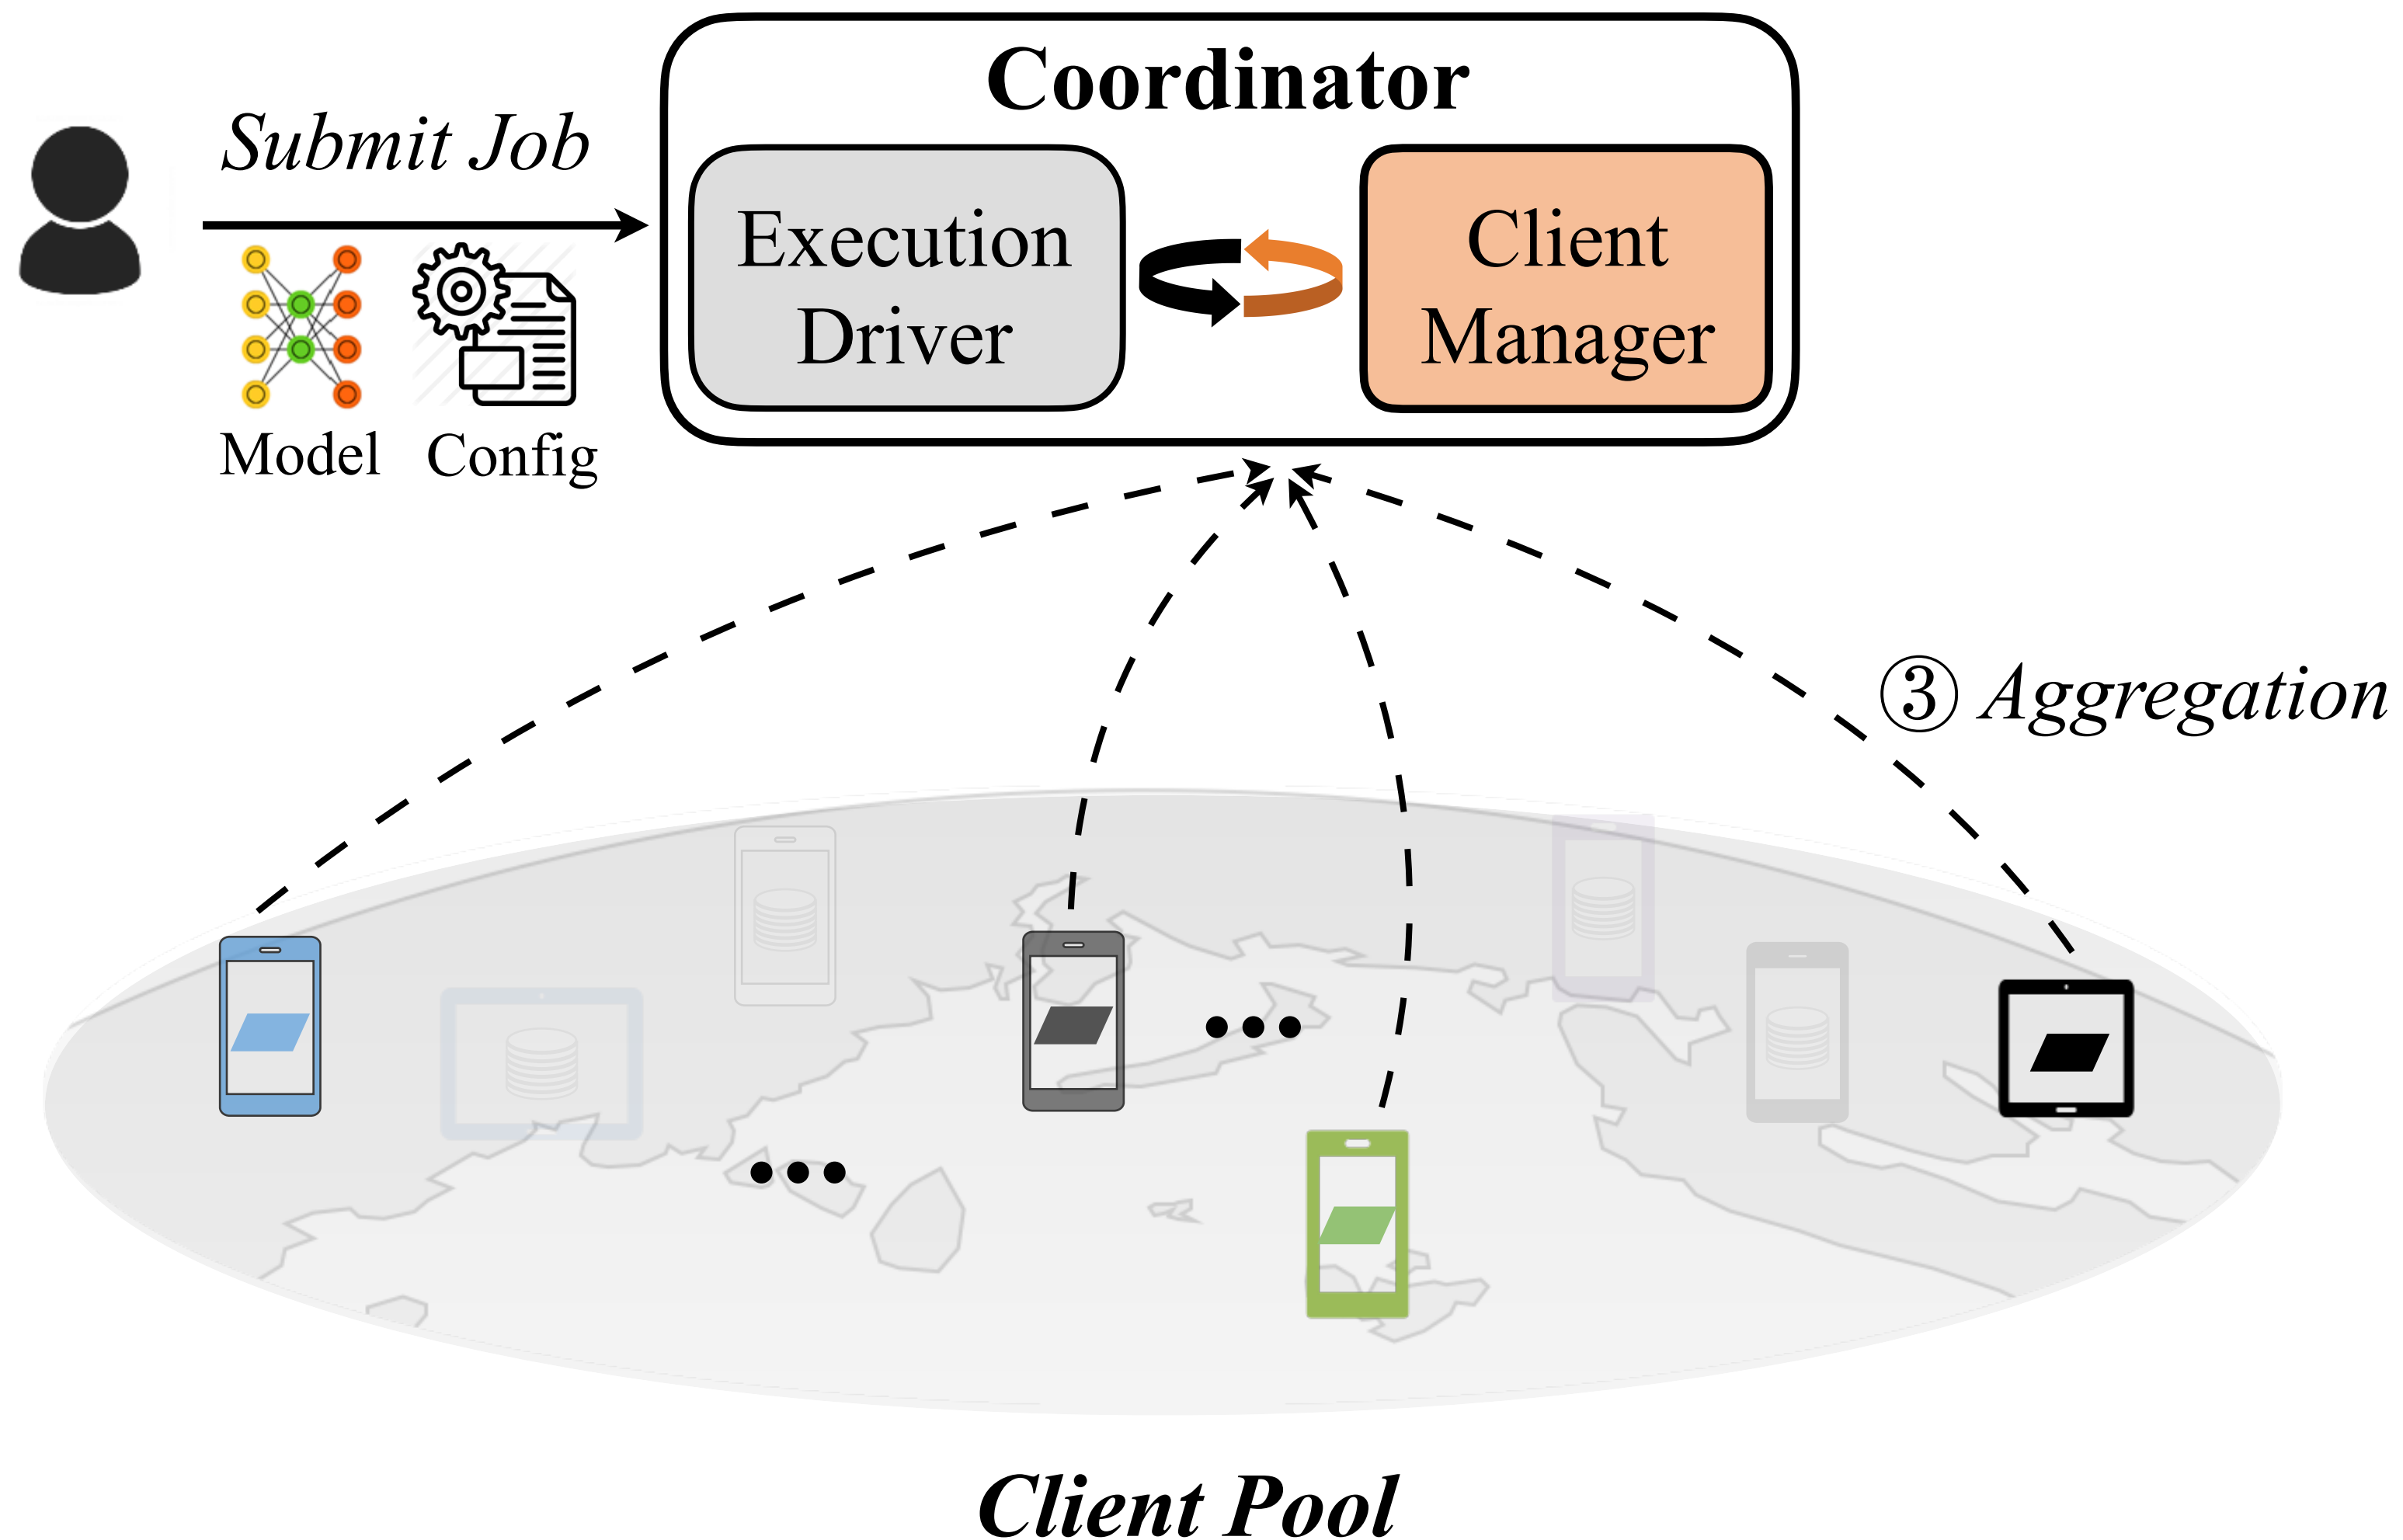 Coordinator
Submit Job
Execution
Driver
Client
Manager
Model
Config
③ Aggregation
Client Pool